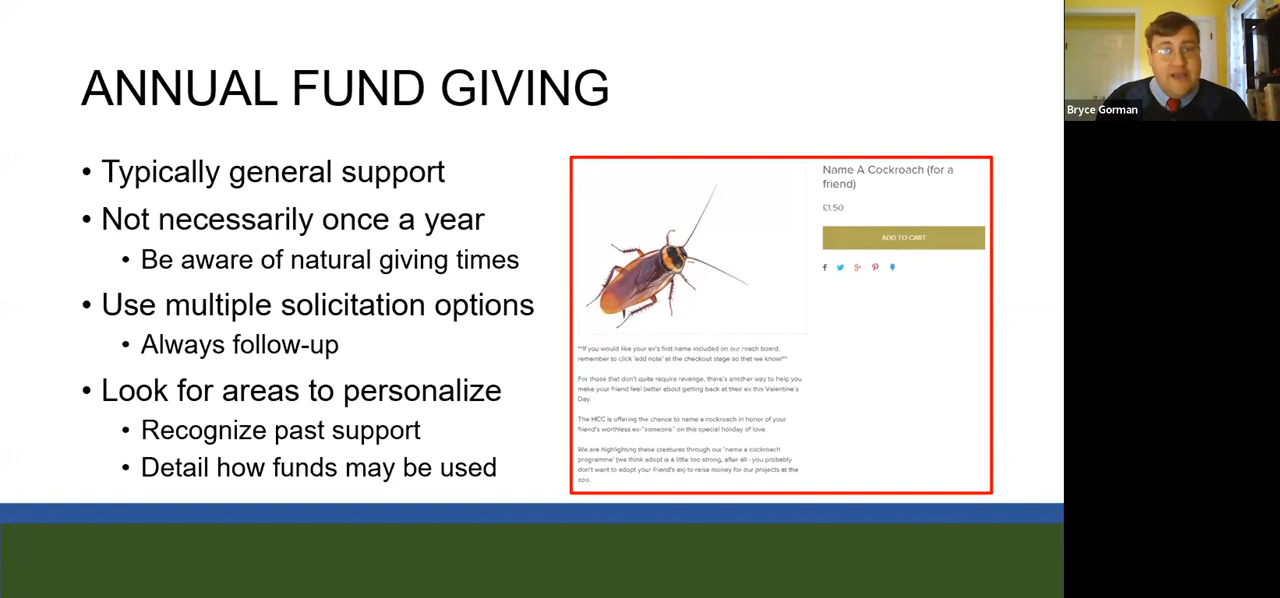 ANNUAL FUND GIVING
• Typically general support
• Not necessarily once a year
• Be aware of natural giving times
• Use multiple solicitation options
• Always follow-up
• Look for areas to personalize
• Recognize past support
• Detail how funds may be used
Name A Cockroach (for a
friend)
£1.50
ADD TO CART
**If you would like your ex's first name included on our roach board,
remember to click 'add note' at the checkout stage so that we know!**
For those that don't quite require revenge, there's another way to help you
make your friend feel better about getting back at their ex this Valentine's
Day.
The HCC is offering the chance to name a cockroach in honor of your
friend's worthless ex-"someone" on this special holiday of love.
We are highlighting these creatures through our "name a cockroach
programme" (we think adopt is a little too strong, after all - you probably
don't want to adopt your friend's ex) to raise money for our projects at the
zoo.
Bryce Gorman